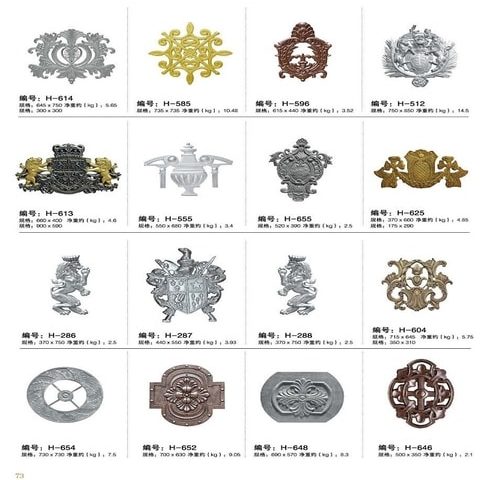 编号：H-614
规格：645 x 750 净重约（kg）：5.65
规格：300 x 300
编号：H-585
规格：735 x 735 净重约（kg）：10.48
编号：H-596
规格：615 x 440 净重约（kg）：3.52
编号：H-512
规格：750 x 850 净重约（kg）：14.5
编号：H-613
规格：660 x 400 净重约（kg）：4.6
规格：900 x 590
编号：H-555
规格：550 x 680 净重约（kg）：3.4
编号：H-655
规格：520 x 390 净重约（kg）：2.5
编号：H-625
规格：370 x 660 净重约（kg）：4.85
规格：175 x 290
编号：H-286
规格：370 x 750 净重约（kg）：2.5
编号：H-287
规格：440 x 550 净重约（kg）：3.93
编号：H-288
规格：370 x 750 净重约（kg）：2.5
编号：H-604
规格：715 x 645 净重约（kg）：5.75
规格：350 x 310
编号：H-654
规格：730 x 730 净重约（kg）：7.5
编号：H-652
规格：700 x 630 净重约（kg）：9.05
编号：H-648
规格：690 x 570 净重约（kg）：8.3
编号：H-646
规格：500 x 350 净重约（kg）：2.1
73